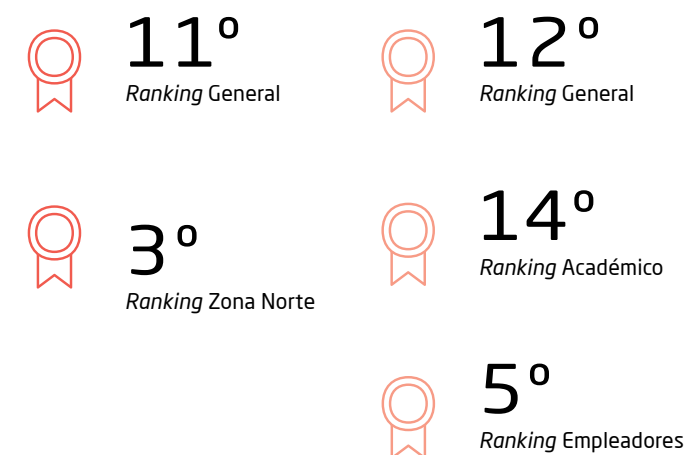 11º
Ranking General
3º
Ranking Zona Norte
12º
Ranking General
14º
Ranking Académico
5º
Ranking Empleadores